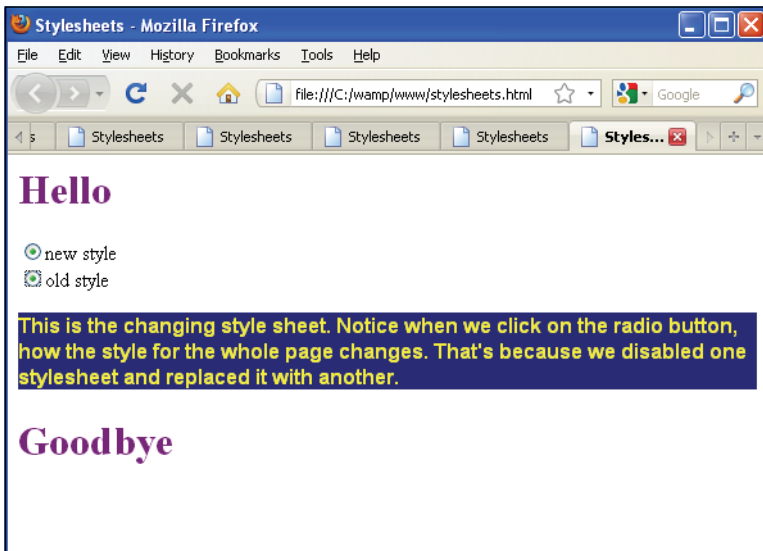 Stylesheets - Mozilla Firefox
File Edit View History Bookmarks Tools Help
file:///C:/wamp/www/stylesheets.html Google
s Stylesheets Stylesheets Stylesheets Stylesheets Styles...
Hello
new style
old style
This is the changing style sheet. Notice when we click on the radio button,
how the style for the whole page changes. That's because we disabled one
stylesheet and replaced it with another.
Goodbye